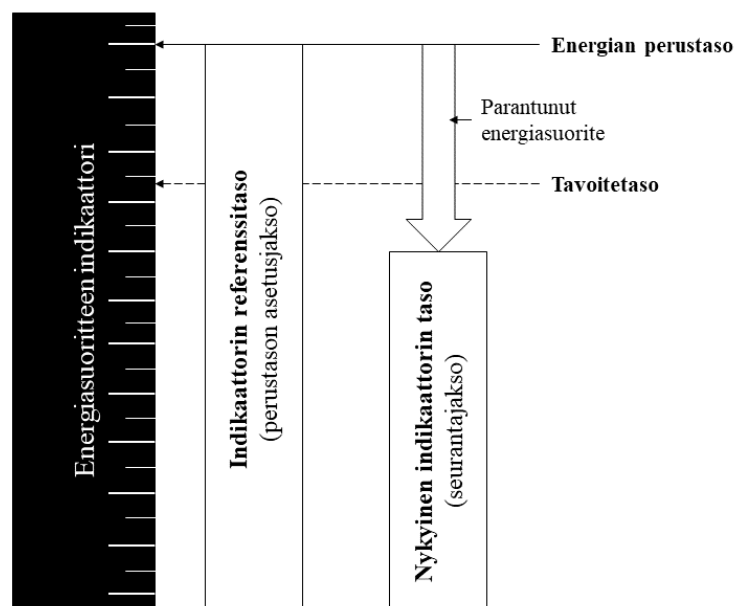 Energiasuoritteen indikaattori
Indikaattorin referenssitaso
(perustason asetusjakso)
Nykyinen indikaattorin taso
(seurantajakso)
Energian perustaso
Parantunut
energiasuorite
Tavoitetaso